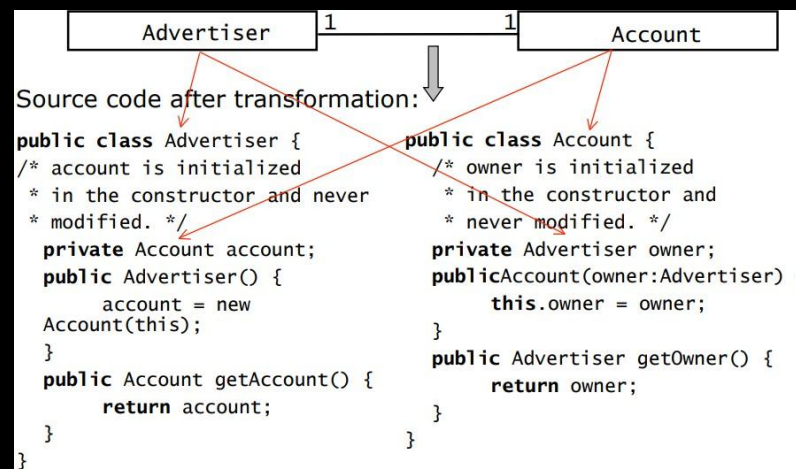 Advertiser 1 1 Account
Source code after transformation:
public class Advertiser {
/* account is initialized
* in the constructor and never
* modified. */
private Account account;
public Advertiser() {
account = new
Account(this);
}
public Account getAccount() {
return account;
}
}
public class Account {
/* owner is initialized
* in the constructor and
* never modified. */
private Advertiser owner;
publicAccount(owner:Advertiser)
this.owner = owner;
}
public Advertiser getOwner() {
return owner;
}
}